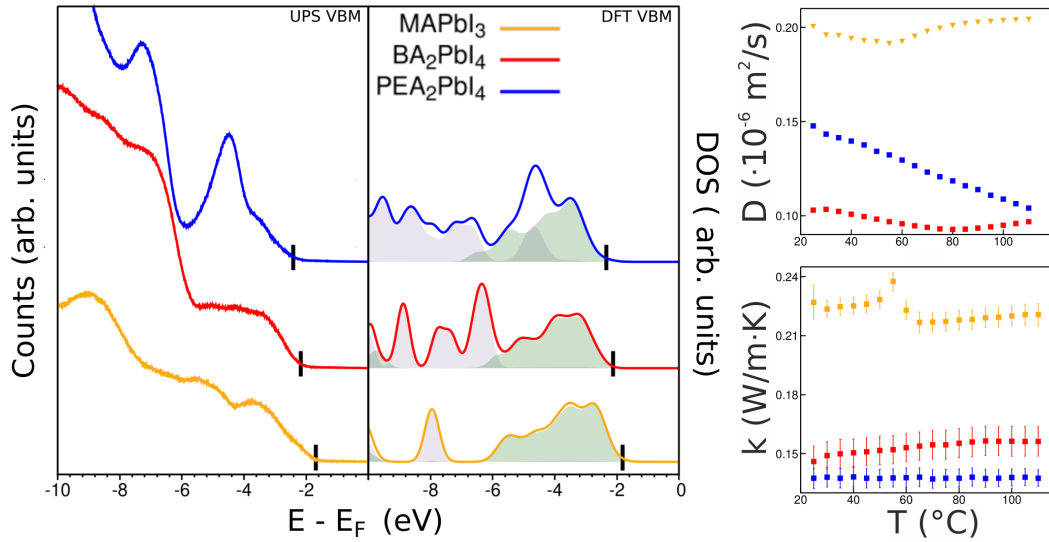 UPS VBM
DFT VBM
MAPbI3
BA2PbI4
PEA2PbI4
Counts (arb. units)
DOS ( arb. units)
-10 -8 -6 -4 -2
-8 -6 -4 -2 0
E - EF (eV)
0.20
0.15
0.10
D (·10-6 m2/s)
20 40 60 80 100
0.24
0.21
0.18
0.15
k (W/m·K)
20 40 60 80 100
T (°C)